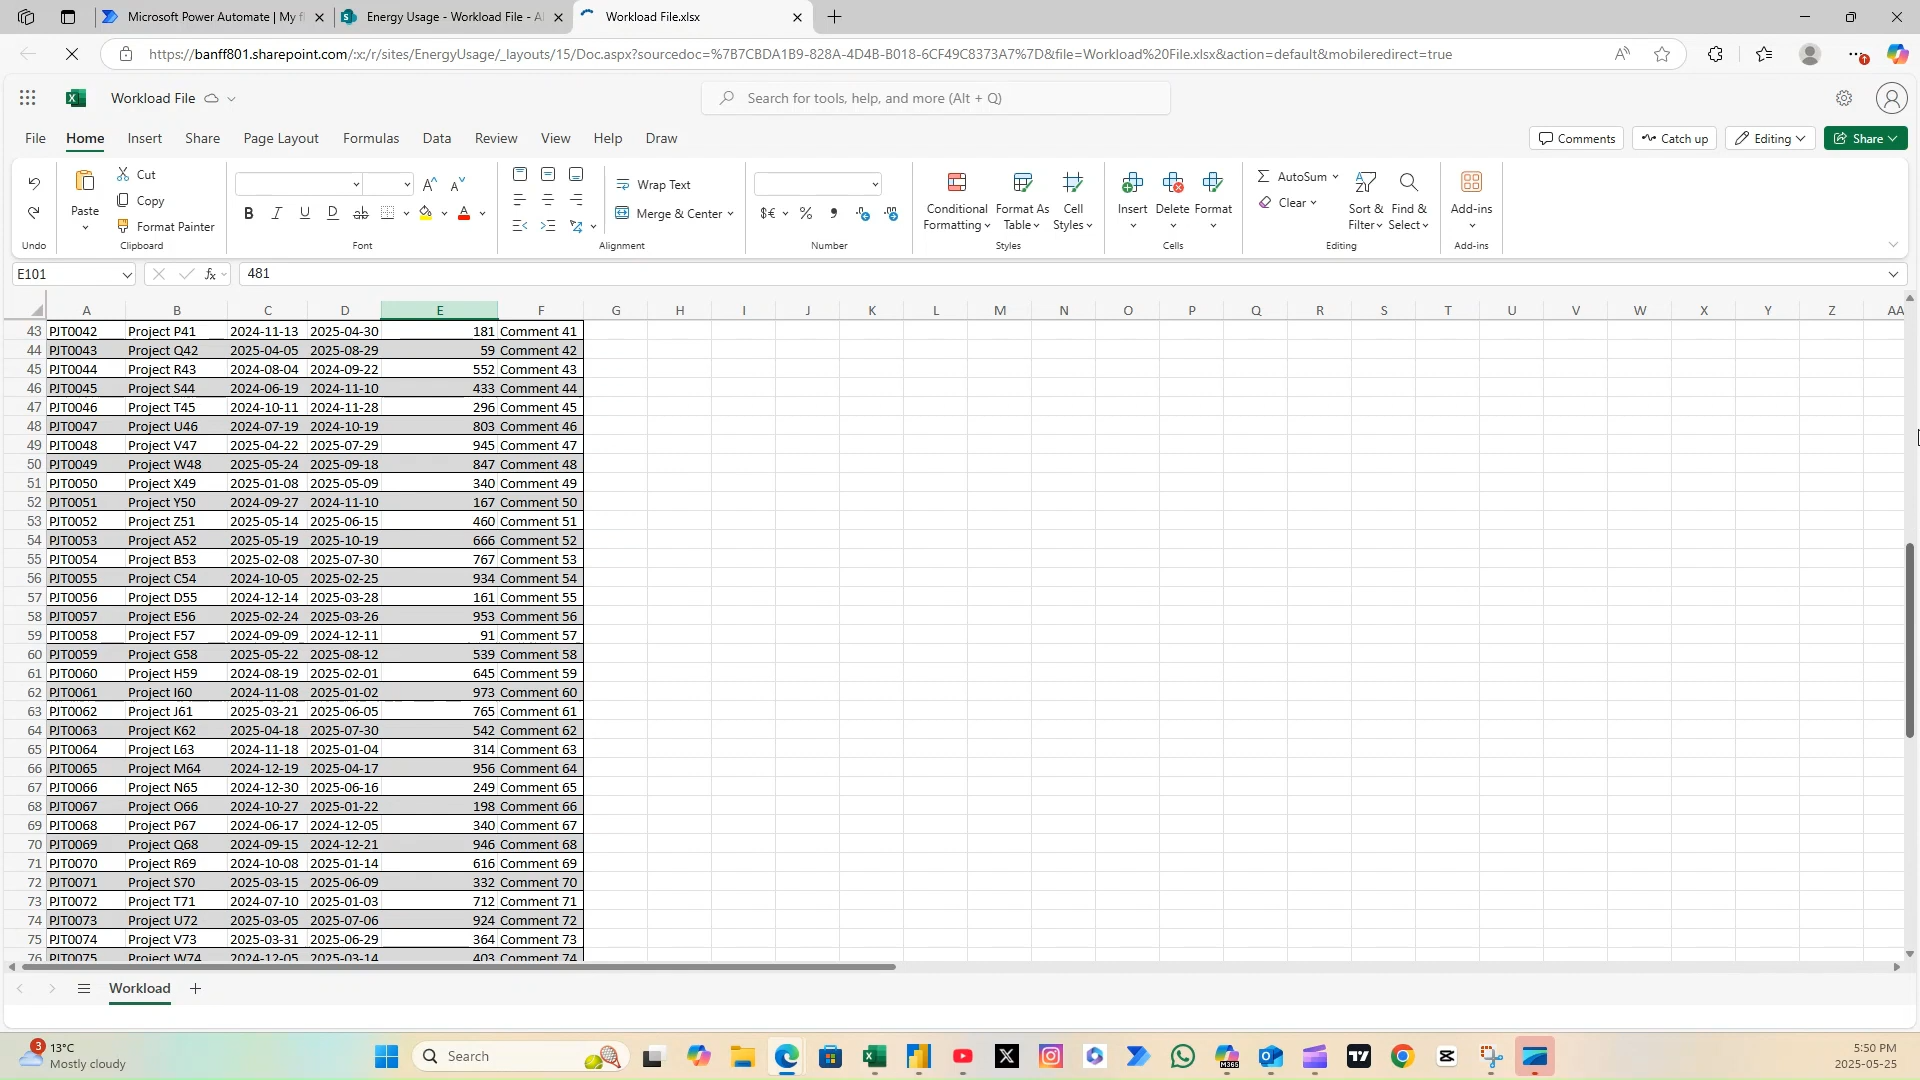 Microsoft Power Automate | My f
Energy Usage - Workload File - Al
Workload File.xlsx
https://banff801.sharepoint.com/:x:/r/sites/EnergyUsage/_layouts/15/Doc.aspx?sourcedoc=%7B7CBDA1B9-828A-4D4B-B018-6CF49C8373A7%7D&file=Workload%20File.xlsx&action=default&mobileredirect=true
Workload File
Search for tools, help, and more (Alt + Q)
File Home Insert Share Page Layout Formulas Data Review View Help Draw
Comments Catch up Editing Share
Cut Copy Format Painter Paste
Wrap Text Merge & Center
Conditional Formatting Format As Table Cell Styles
Insert Delete Format
AutoSum Clear Sort & Filter Find & Select Add-ins
Undo Clipboard Font Alignment Number Styles Cells Editing Add-ins
E101 fx 481
A B C D E F G H I J K L M N O P Q R S T U V W X Y Z AA
43 PJT0042 Project P41 2024-11-13 2025-04-30 181 Comment 41
44 PJT0043 Project Q42 2025-04-05 2025-08-29 59 Comment 42
45 PJT0044 Project R43 2024-08-04 2024-09-22 552 Comment 43
46 PJT0045 Project S44 2024-06-19 2024-11-10 433 Comment 44
47 PJT0046 Project T45 2024-10-11 2024-11-28 296 Comment 45
48 PJT0047 Project U46 2024-07-19 2024-10-19 803 Comment 46
49 PJT0048 Project V47 2025-04-22 2025-07-29 945 Comment 47
50 PJT0049 Project W48 2025-05-24 2025-09-18 847 Comment 48
51 PJT0050 Project X49 2025-01-08 2025-05-09 340 Comment 49
52 PJT0051 Project Y50 2024-09-27 2024-11-10 167 Comment 50
53 PJT0052 Project Z51 2025-05-14 2025-06-15 460 Comment 51
54 PJT0053 Project A52 2025-05-19 2025-10-19 666 Comment 52
55 PJT0054 Project B53 2025-02-08 2025-07-30 767 Comment 53
56 PJT0055 Project C54 2024-10-05 2025-02-25 934 Comment 54
57 PJT0056 Project D55 2024-12-14 2025-03-28 161 Comment 55
58 PJT0057 Project E56 2025-02-24 2025-03-26 953 Comment 56
59 PJT0058 Project F57 2024-09-09 2024-12-11 91 Comment 57
60 PJT0059 Project G58 2025-05-22 2025-08-12 539 Comment 58
61 PJT0060 Project H59 2024-08-19 2025-02-01 645 Comment 59
62 PJT0061 Project I60 2024-11-08 2025-01-02 973 Comment 60
63 PJT0062 Project J61 2025-03-21 2025-06-05 765 Comment 61
64 PJT0063 Project K62 2025-04-18 2025-07-30 542 Comment 62
65 PJT0064 Project L63 2024-11-18 2025-01-04 314 Comment 63
66 PJT0065 Project M64 2024-12-19 2025-04-17 956 Comment 64
67 PJT0066 Project N65 2024-12-30 2025-06-16 249 Comment 65
68 PJT0067 Project O66 2024-10-27 2025-01-22 198 Comment 66
69 PJT0068 Project P67 2024-06-17 2024-12-05 340 Comment 67
70 PJT0069 Project Q68 2024-09-15 2024-12-21 946 Comment 68
71 PJT0070 Project R69 2024-10-08 2025-01-14 616 Comment 69
72 PJT0071 Project S70 2025-03-15 2025-06-09 332 Comment 70
73 PJT0072 Project T71 2024-07-10 2025-01-03 712 Comment 71
74 PJT0073 Project U72 2025-03-05 2025-07-06 924 Comment 72
75 PJT0074 Project V73 2025-03-31 2025-06-29 364 Comment 73
76 PJT0075 Project W74 2024-12-05 2025-03-14 403 Comment 74
Workload
3 13°C Mostly cloudy
Search
M365
5:50 PM
2025-05-25